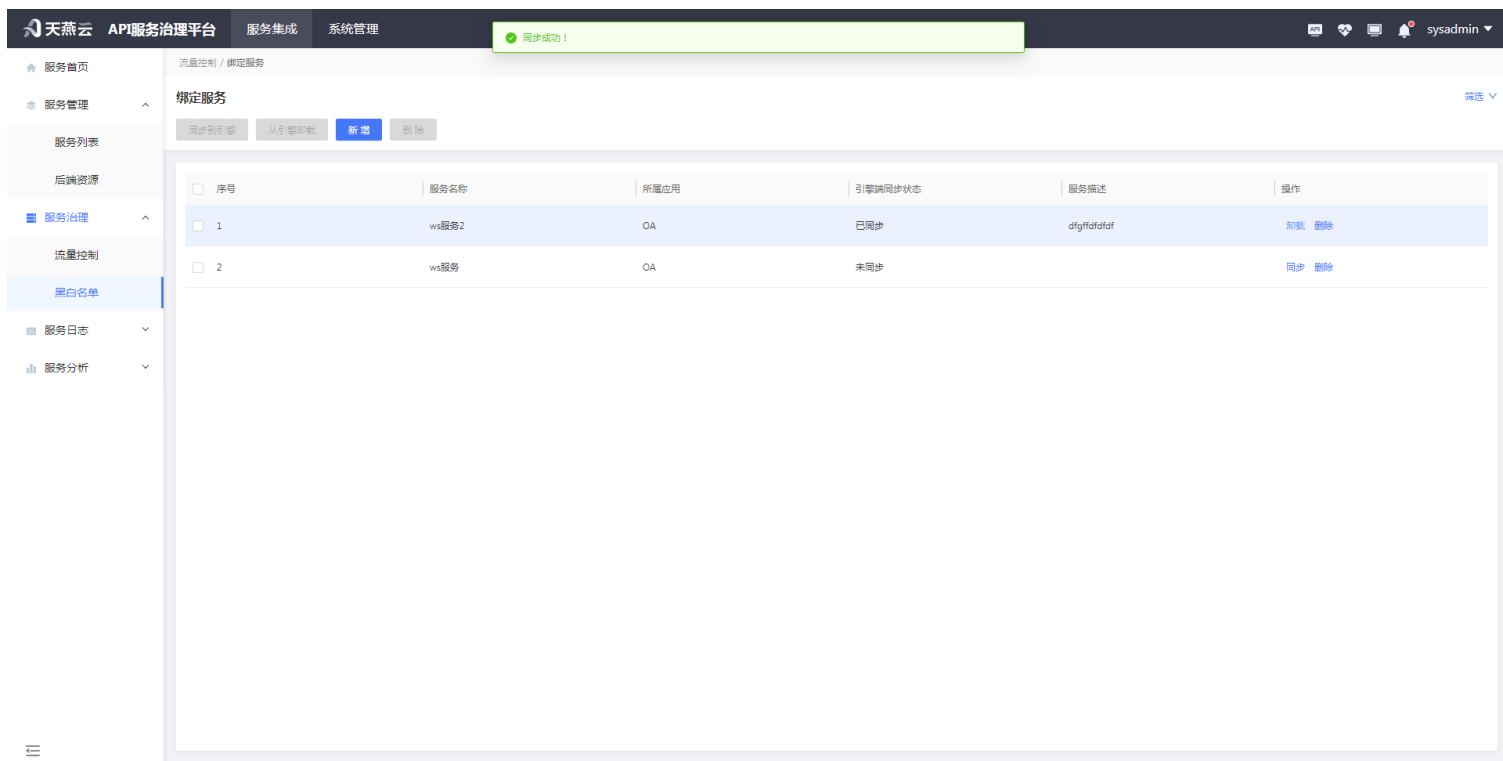 天燕云 API服务治理平台 服务集成 系统管理 同步成功！ API sysadmin
服务首页
服务管理
服务列表
后端资源
服务治理
流量控制
黑白名单
服务日志
服务分析
流量控制 / 绑定服务
绑定服务 筛选
同步到引擎 从引擎卸载 新增 删除
序号 服务名称 所属应用 引擎端同步状态 服务描述 操作
1 ws服务2 OA 已同步 dfgffdfdfdf 卸载 删除
2 ws服务 OA 未同步 同步 删除